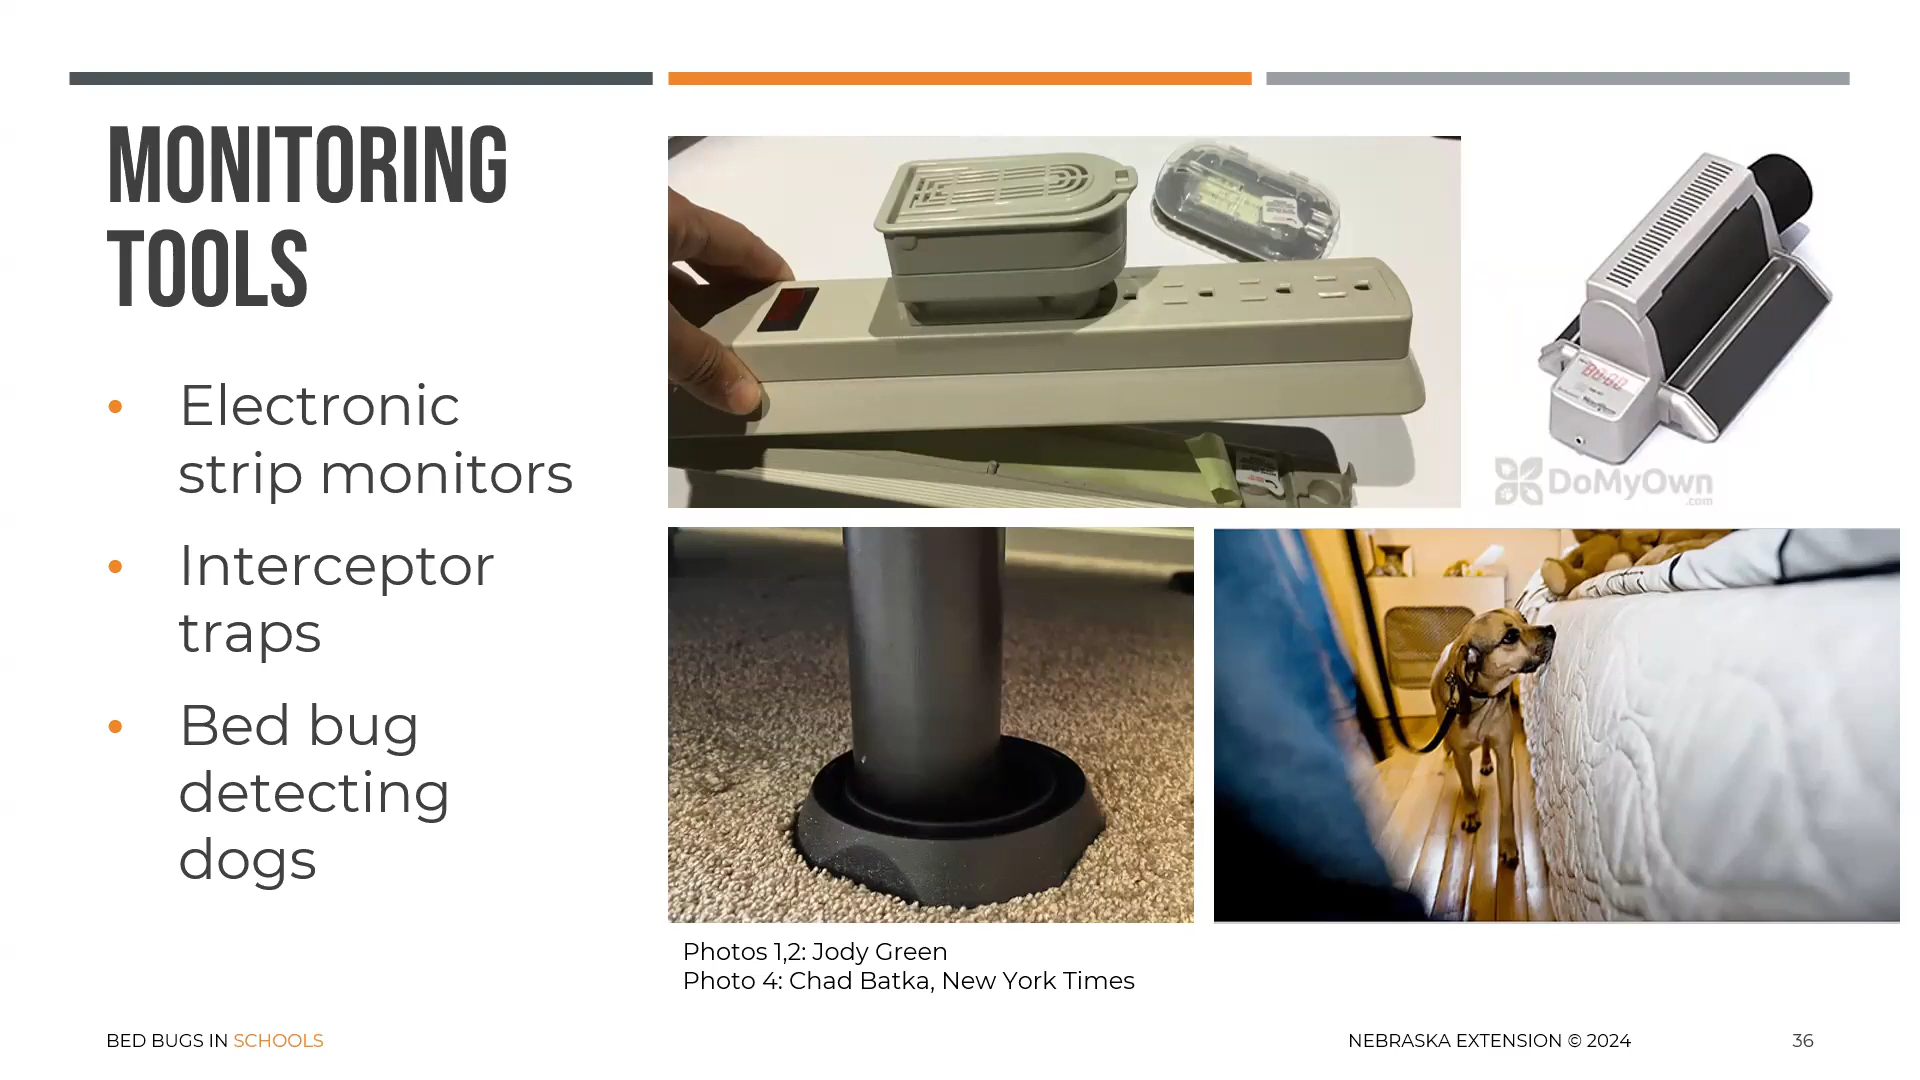 MONITORING
TOOLS
• Electronic
strip monitors
• Interceptor
traps
• Bed bug
detecting
dogs
DoMyOwn
.com
Photos 1,2: Jody Green
Photo 4: Chad Batka, New York Times
BED BUGS IN SCHOOLS
NEBRASKA EXTENSION © 2024
36